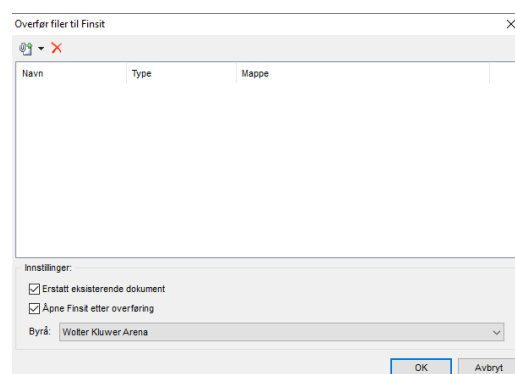 Overfør filer til Finsit
Navn Type Mappe
Innstillinger:
Erstatt eksisterende dokument
Åpne Finsit etter overføring
Byrå: Wolter Kluwer Arena
OK Avbryt